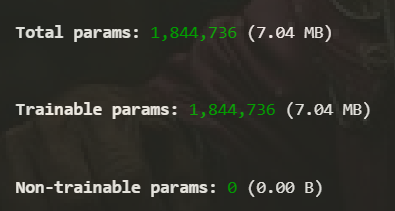 Total params: 1,844,736 (7.04 MB)
Trainable params: 1,844,736 (7.04 MB)
Non-trainable params: 0 (0.00 B)